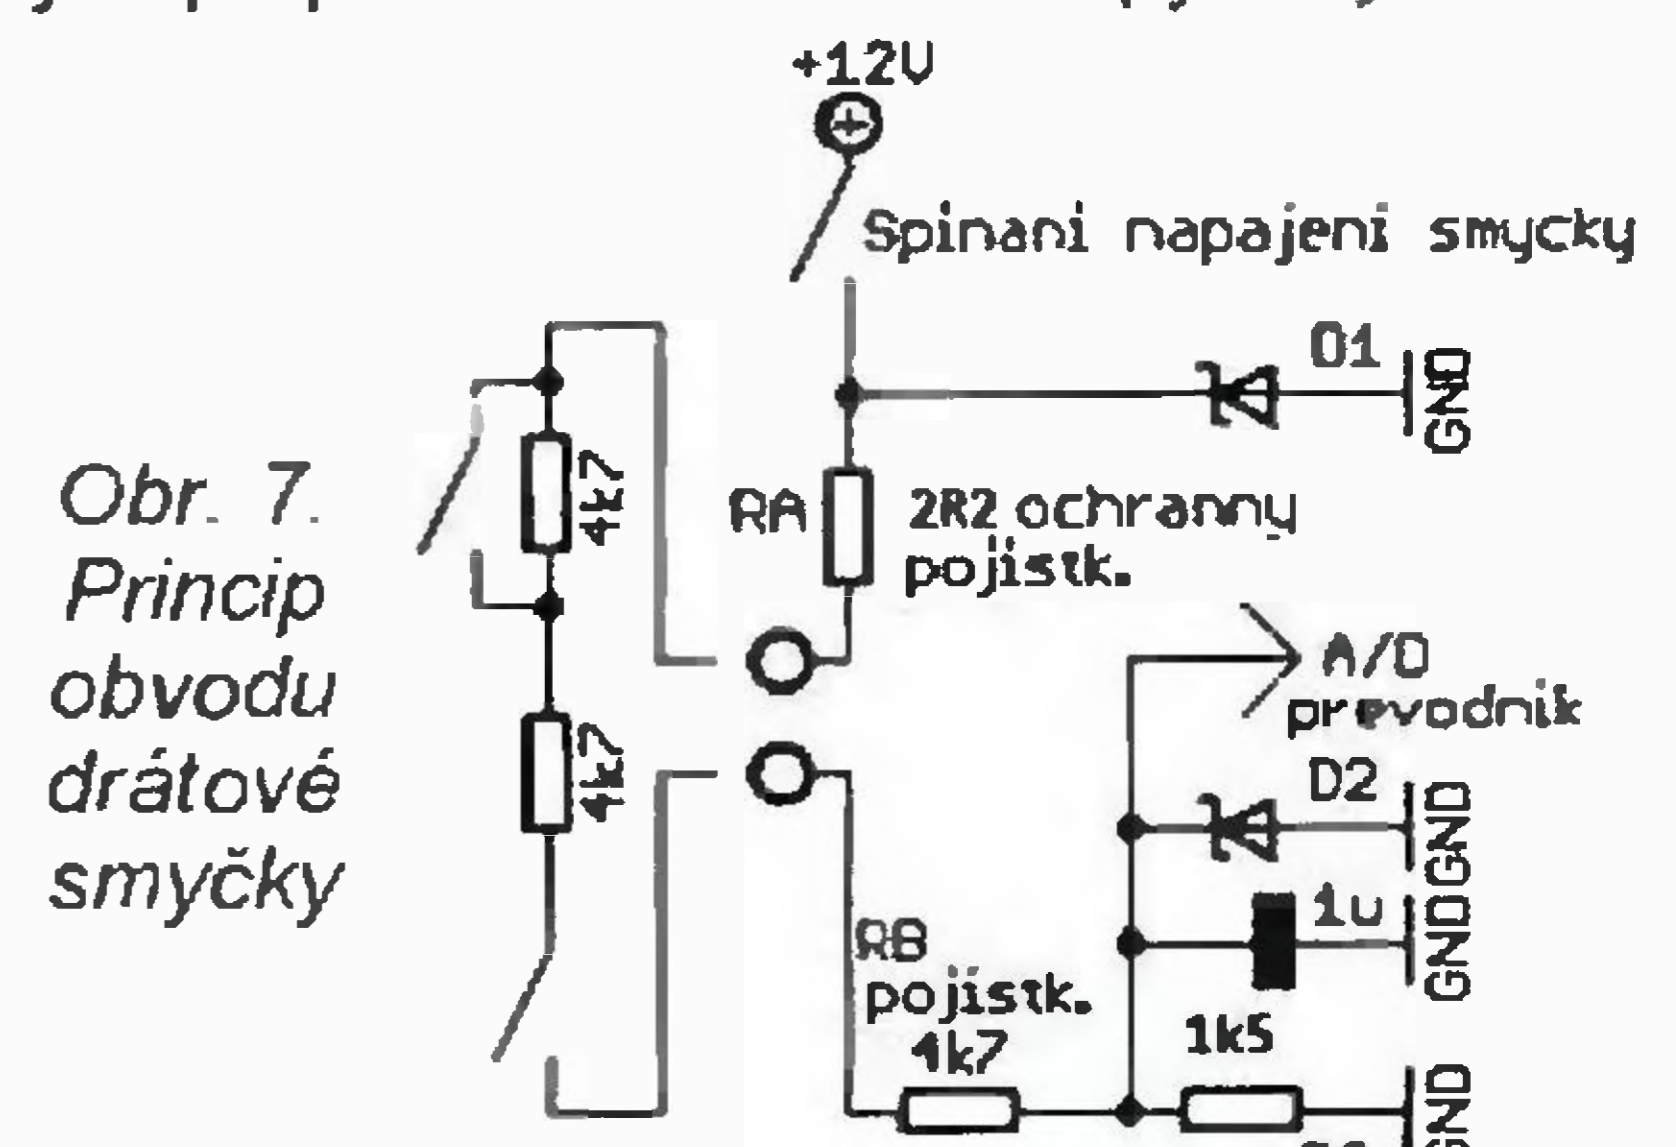 +12V
Spinani napajeni smycky
D1
GND
4k7
RA
2R2 ochranny
pojistk.
Obr. 7.
Princip
obvodu
drátové
smyčky
A/D
prevodnik
4k7
D2
GND
1u
GND
RB
pojistk.
4k7
1k5
GND